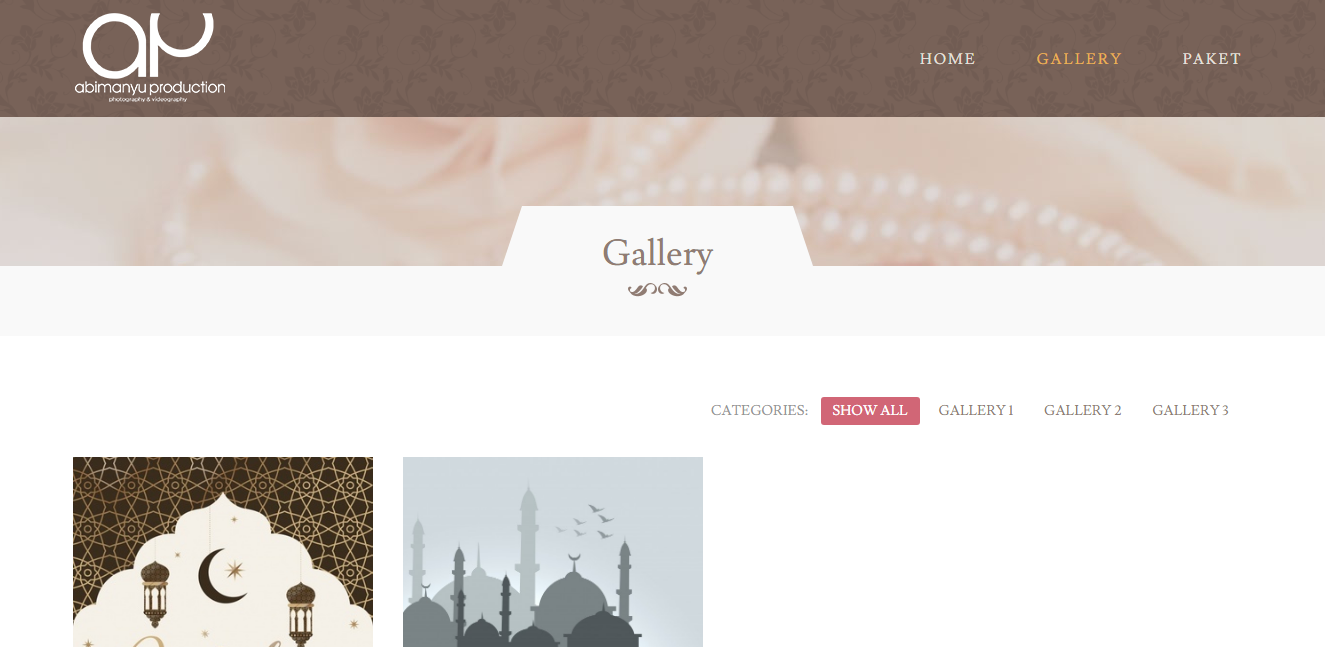 abimanyu production
photography & videography
HOME GALLERY PAKET
Gallery
CATEGORIES: SHOW ALL GALLERY 1 GALLERY 2 GALLERY 3